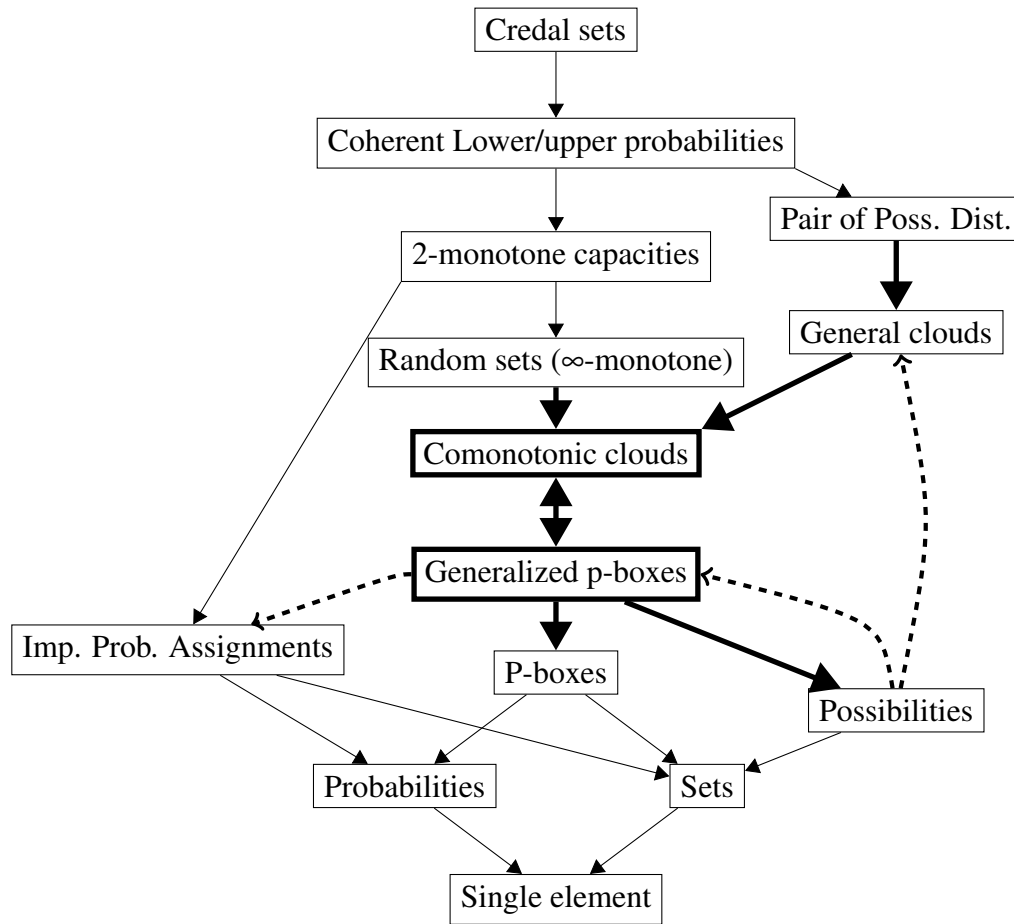 Credal sets
Coherent Lower/upper probabilities
Pair of Poss. Dist.
2-monotone capacities
General clouds
Random sets (∞-monotone)
Comonotonic clouds
Generalized p-boxes
Imp. Prob. Assignments
P-boxes
Possibilities
Probabilities
Sets
Single element